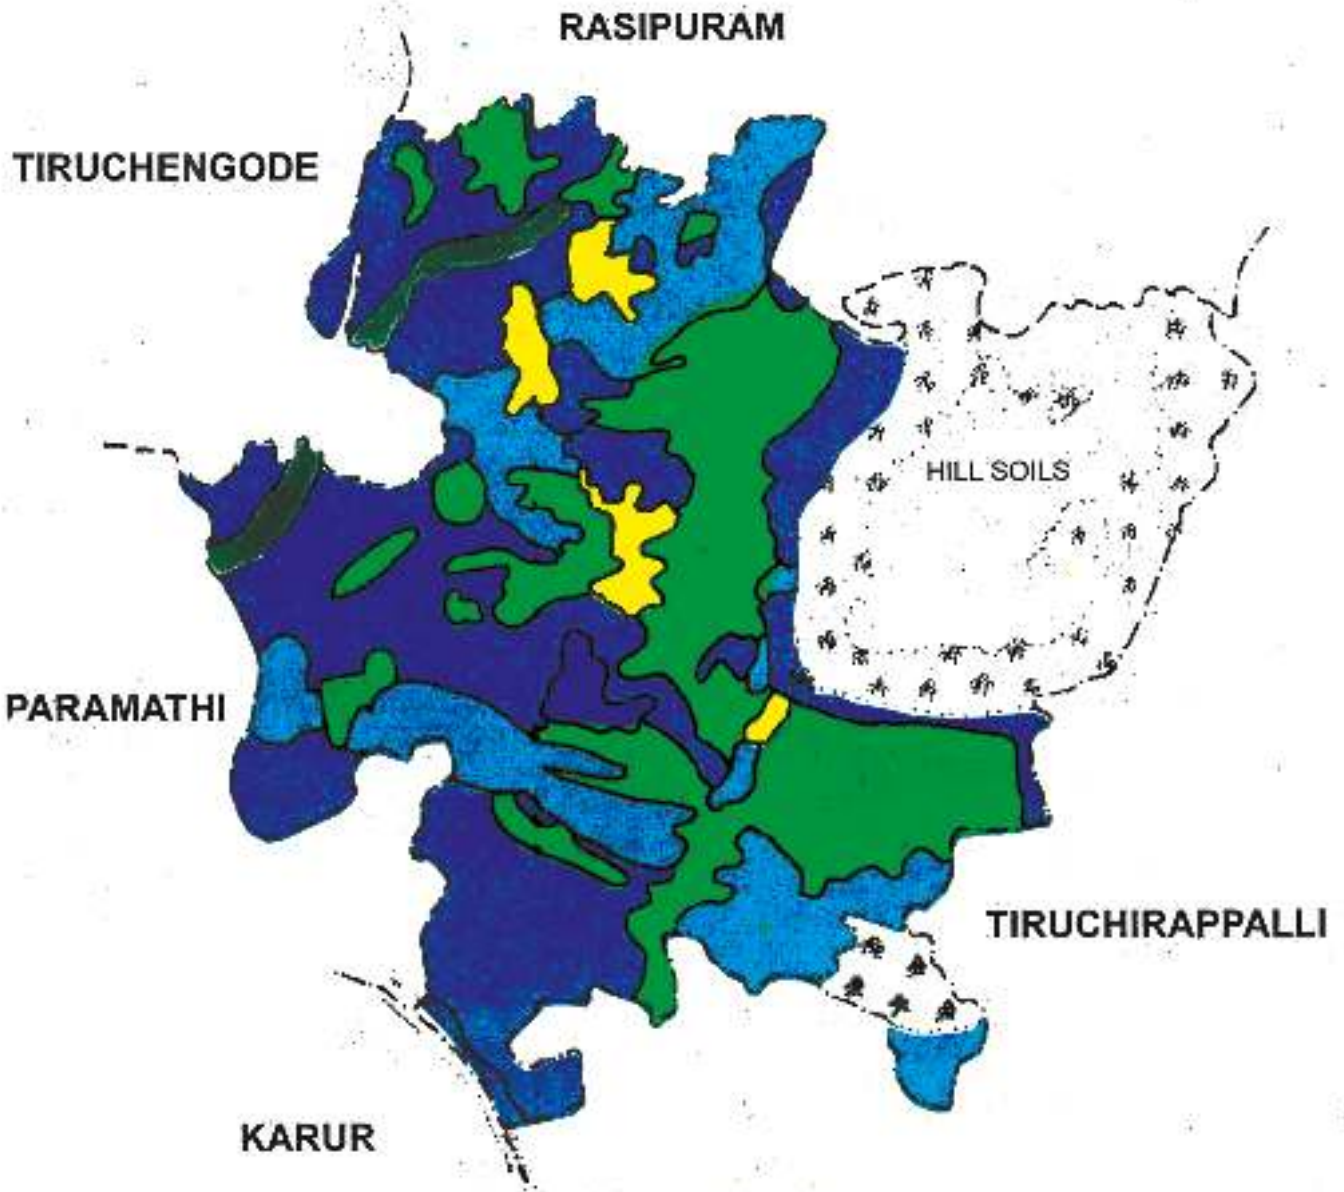 RASIPURAM
TIRUCHENGODE
HILL SOILS
PARAMATHI
TIRUCHIRAPPALLI
KARUR